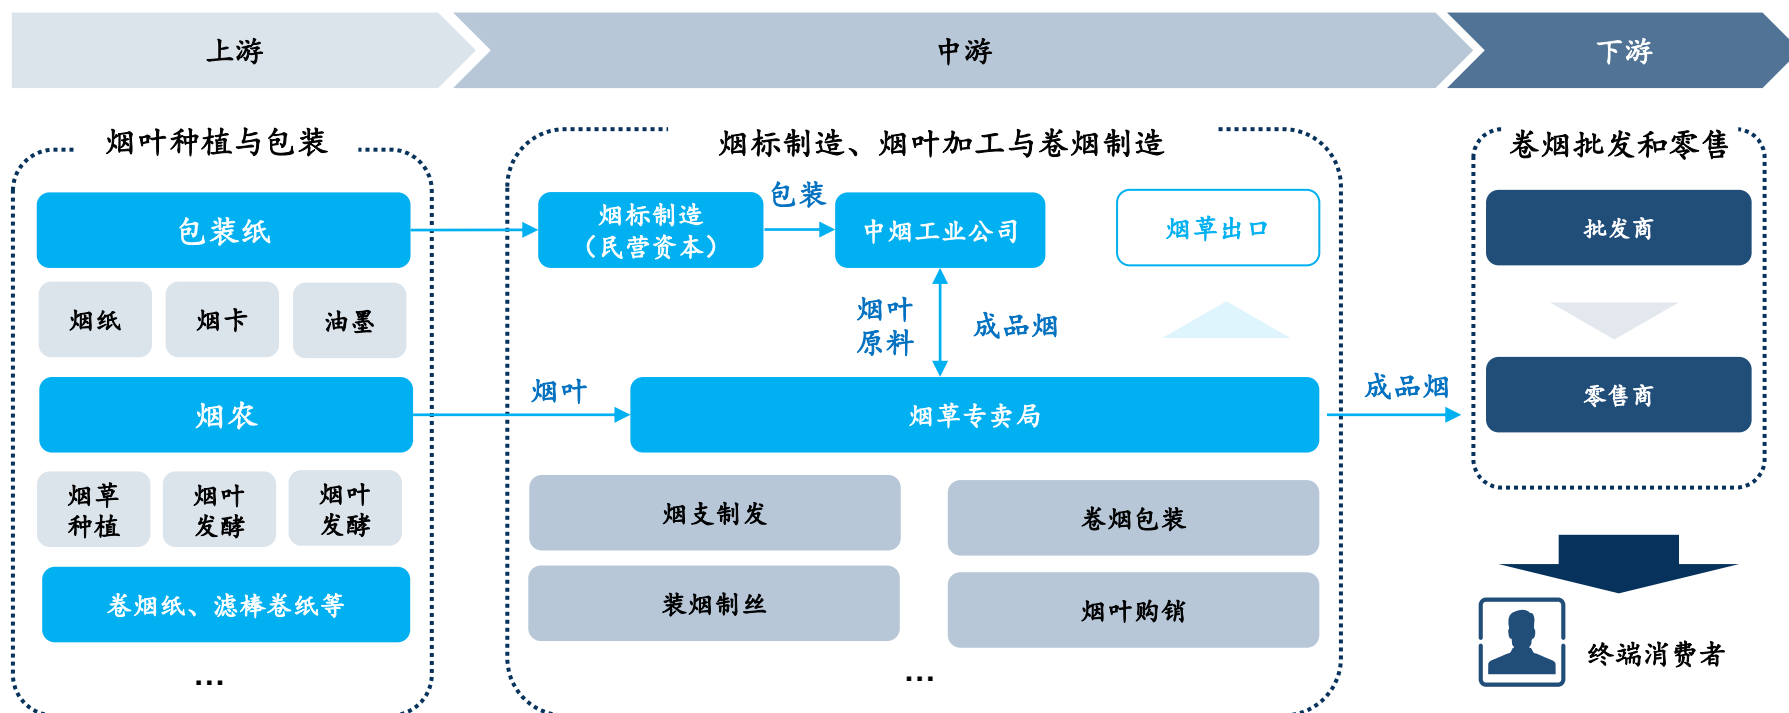 上游
中游
下游
烟叶种植与包装
包装纸
烟纸
烟卡
油墨
烟农
烟草
种植
烟叶
发酵
烟叶
发酵
卷烟纸、滤棒卷纸等
...
烟标制造、烟叶加工与卷烟制造
烟标制造
（民营资本）
包装
中烟工业公司
烟草出口
烟叶
原料
成品烟
烟叶
烟草专卖局
成品烟
烟支制发
卷烟包装
装烟制丝
烟叶购销
...
卷烟批发和零售
批发商
零售商
终端消费者